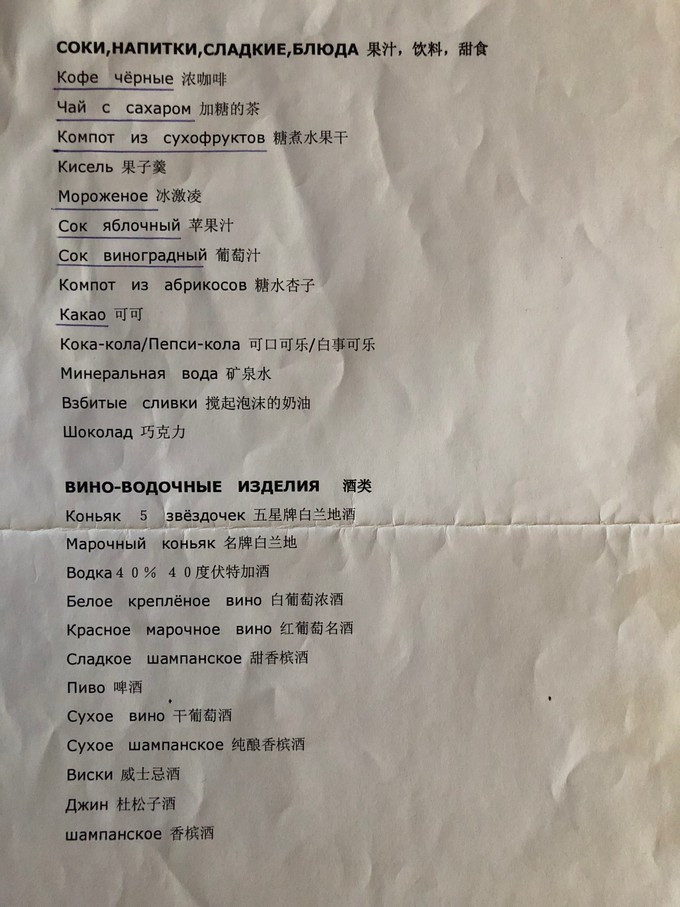 СОКИ,НАПИТКИ,СЛАДКИЕ,БЛЮДА 果汁，饮料，甜食
Кофе чёрные 浓咖啡
Чай с сахаром 加糖的茶
Компот из сухофруктов 糖煮水果干
Кисель 果子羹
Мороженое 冰激凌
Сок яблочный 苹果汁
Сок виноградный 葡萄汁
Компот из абрикосов 糖水杏子
Какао 可可
Кока-кола/Пепси-кола 可口可乐/白事可乐
Минеральная вода 矿泉水
Взбитые сливки 搅起泡沫的奶油
Шоколад 巧克力
ВИНО-ВОДОЧНЫЕ ИЗДЕЛИЯ 酒类
Коньяк 5 звёздочек 五星牌白兰地酒
Марочный коньяк 名牌白兰地
Водка４０％ ４０度伏特加酒
Белое креплёное вино 白葡萄浓酒
Красное марочное вино 红葡萄名酒
Сладкое шампанское 甜香槟酒
Пиво 啤酒
Сухое вино 干葡萄酒
Сухое шампанское 纯酿香槟酒
Виски 威士忌酒
Джин 杜松子酒
шампанское 香槟酒